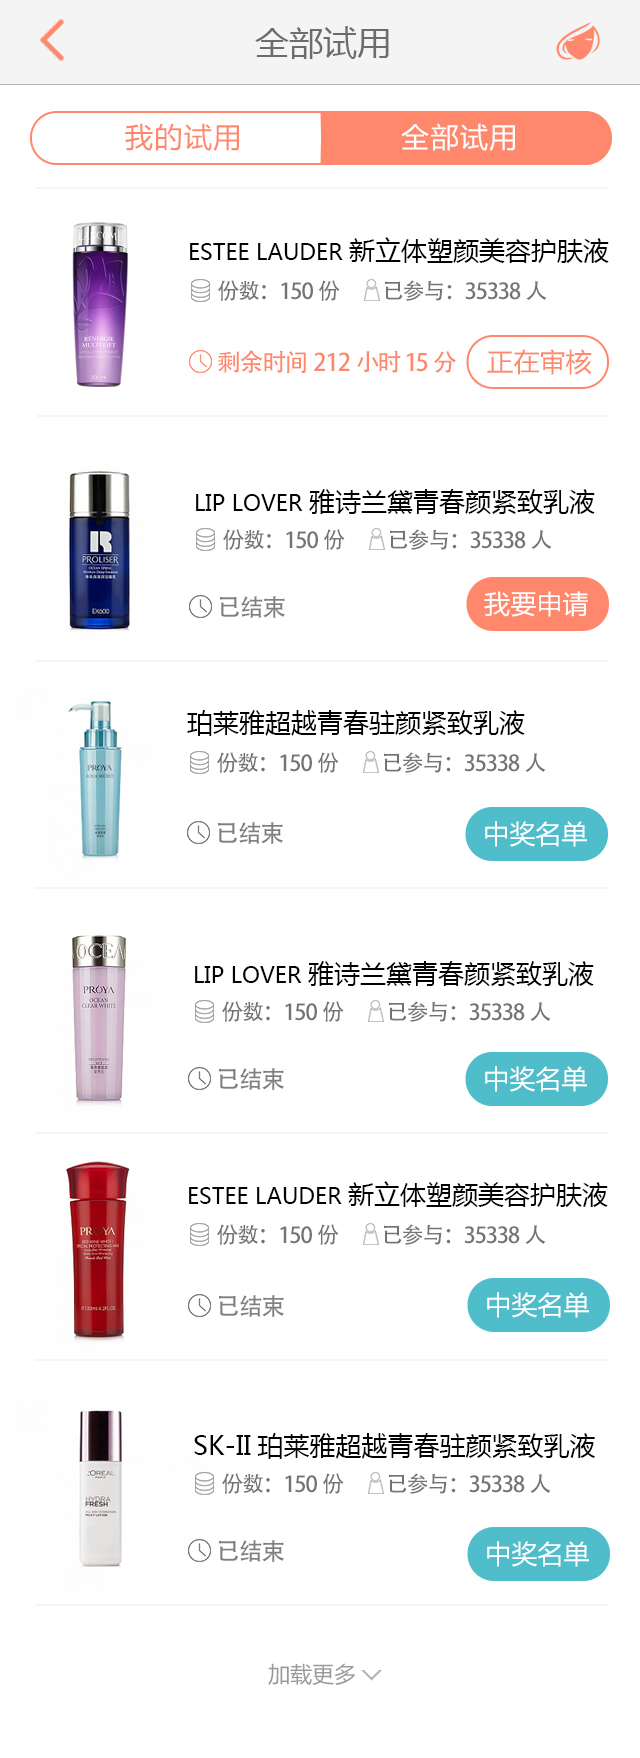 全部试用
我的试用
全部试用
ESTEE LAUDER 新立体塑颜美容护肤液
份数：150 份 已参与：35338 人
剩余时间 212 小时 15 分
正在审核
RÉNERGIE
MULTI-LIFT
LIP LOVER 雅诗兰黛青春颜紧致乳液
份数：150 份 已参与：35338 人
已结束
我要申请
PROLISER
OCEAN SPRING
EX600
珀莱雅超越青春驻颜紧致乳液
份数：150 份 已参与：35338 人
已结束
中奖名单
PRÓYA
LIP LOVER 雅诗兰黛青春颜紧致乳液
份数：150 份 已参与：35338 人
已结束
中奖名单
OCEA
PRÓYA
OCEAN
CLEAR WHITE
ESTEE LAUDER 新立体塑颜美容护肤液
份数：150 份 已参与：35338 人
已结束
中奖名单
PRÓYA
SK-II 珀莱雅超越青春驻颜紧致乳液
份数：150 份 已参与：35338 人
已结束
中奖名单
L'ORÉAL
HYDRA
FRESH
加载更多